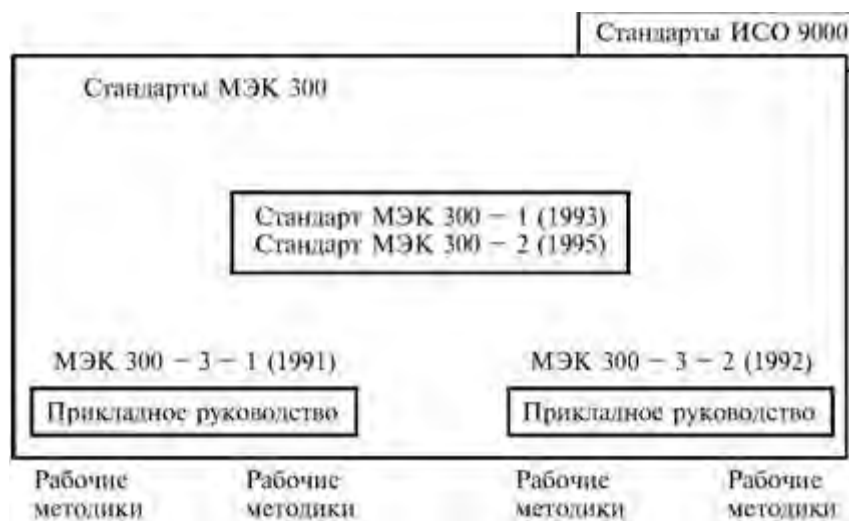 Стандарты ИСО 9000
Стандарты МЭК 300
Стандарт МЭК 300 − 1 (1993)
Стандарт МЭК 300 − 2 (1995)
МЭК 300 − 3 − 1 (1991)
МЭК 300 − 3 − 2 (1992)
Прикладное руководство
Прикладное руководство
Рабочие
методики
Рабочие
методики
Рабочие
методики
Рабочие
методики